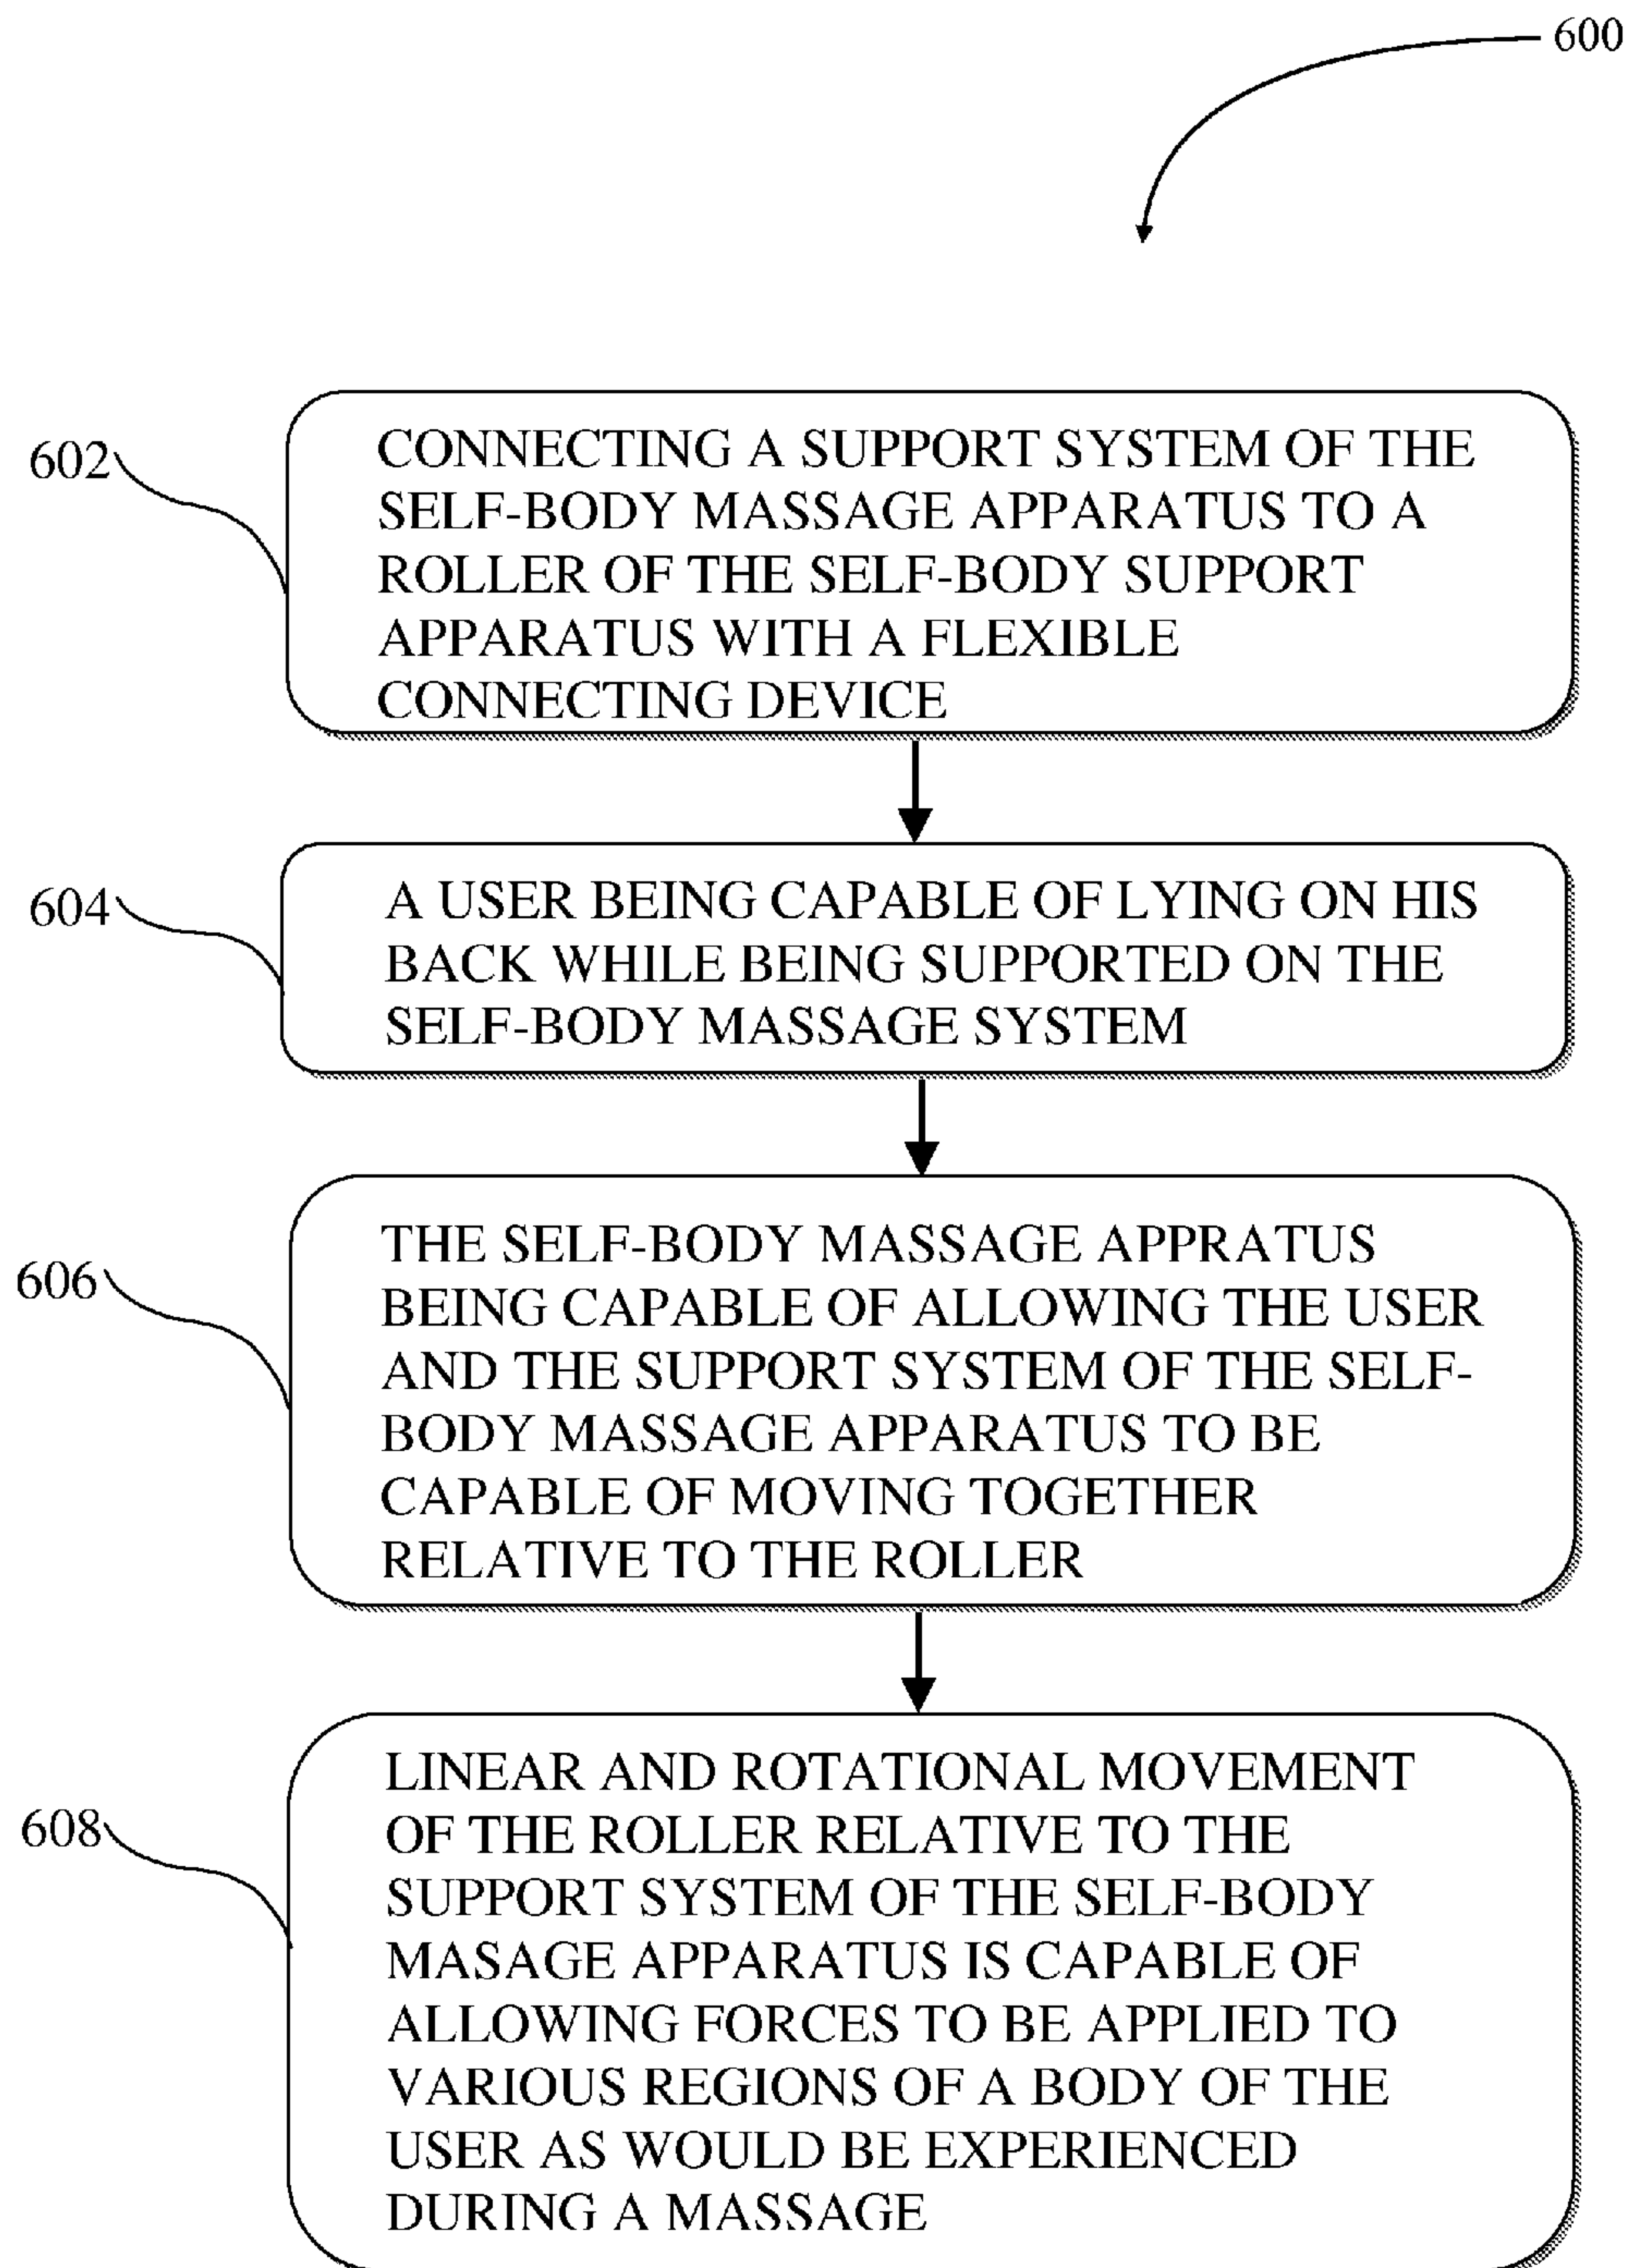 600
602
CONNECTING A SUPPORT SYSTEM OF THE
SELF-BODY MASSAGE APPARATUS TO A
ROLLER OF THE SELF-BODY SUPPORT
APPARATUS WITH A FLEXIBLE
CONNECTING DEVICE
604
A USER BEING CAPABLE OF LYING ON HIS
BACK WHILE BEING SUPPORTED ON THE
SELF-BODY MASSAGE SYSTEM
606
THE SELF-BODY MASSAGE APPRATUS
BEING CAPABLE OF ALLOWING THE USER
AND THE SUPPORT SYSTEM OF THE SELF-
BODY MASSAGE APPARATUS TO BE
CAPABLE OF MOVING TOGETHER
RELATIVE TO THE ROLLER
608
LINEAR AND ROTATIONAL MOVEMENT
OF THE ROLLER RELATIVE TO THE
SUPPORT SYSTEM OF THE SELF-BODY
MASAGE APPARATUS IS CAPABLE OF
ALLOWING FORCES TO BE APPLIED TO
VARIOUS REGIONS OF A BODY OF THE
USER AS WOULD BE EXPERIENCED
DURING A MASSAGE